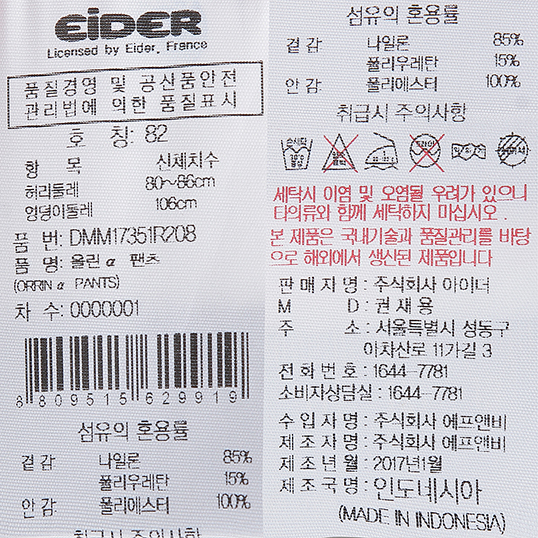 EiDER
Licensed by Eider, France
품질경영 및 공산품안전
관리법에 의한 품질표시
호 칭: 82
항 목 신체치수
허리둘레 80~86cm
엉덩이둘레 106cm
품 번: DMM17351R208
품 명: 올린α 팬츠
(ORRIN α PANTS)
차 수: 0000001
8 809515 629919
섬유의 혼용률
겉감 나일론 85%
폴리우레탄 15%
안감 폴리에스터 100%
취급시 주의사항
섬유의 혼용률
겉감: 나일론 85%
폴리우레탄 15%
안감: 폴리에스터 100%
취급시 주의사항
손세탁
세탁시 이염 및 오염될 우려가 있으니
타의류와 함께 세탁하지 마십시오.
본 제품은 국내기술과 품질관리를 바탕
으로 해외에서 생산된 제품입니다
판매자명: 주식회사 아이너
M D: 권재용
주 소: 서울특별시 성동구
이차산로 11가길 3
전화번호: 1644-7781
소비자상담실: 1644-7781
수입자명: 주식회사 에프앤비
제조자명: 주식회사 에프앤비
제조년월: 2017년1월
제조국명: 인도네시아
(MADE IN INDONESIA)